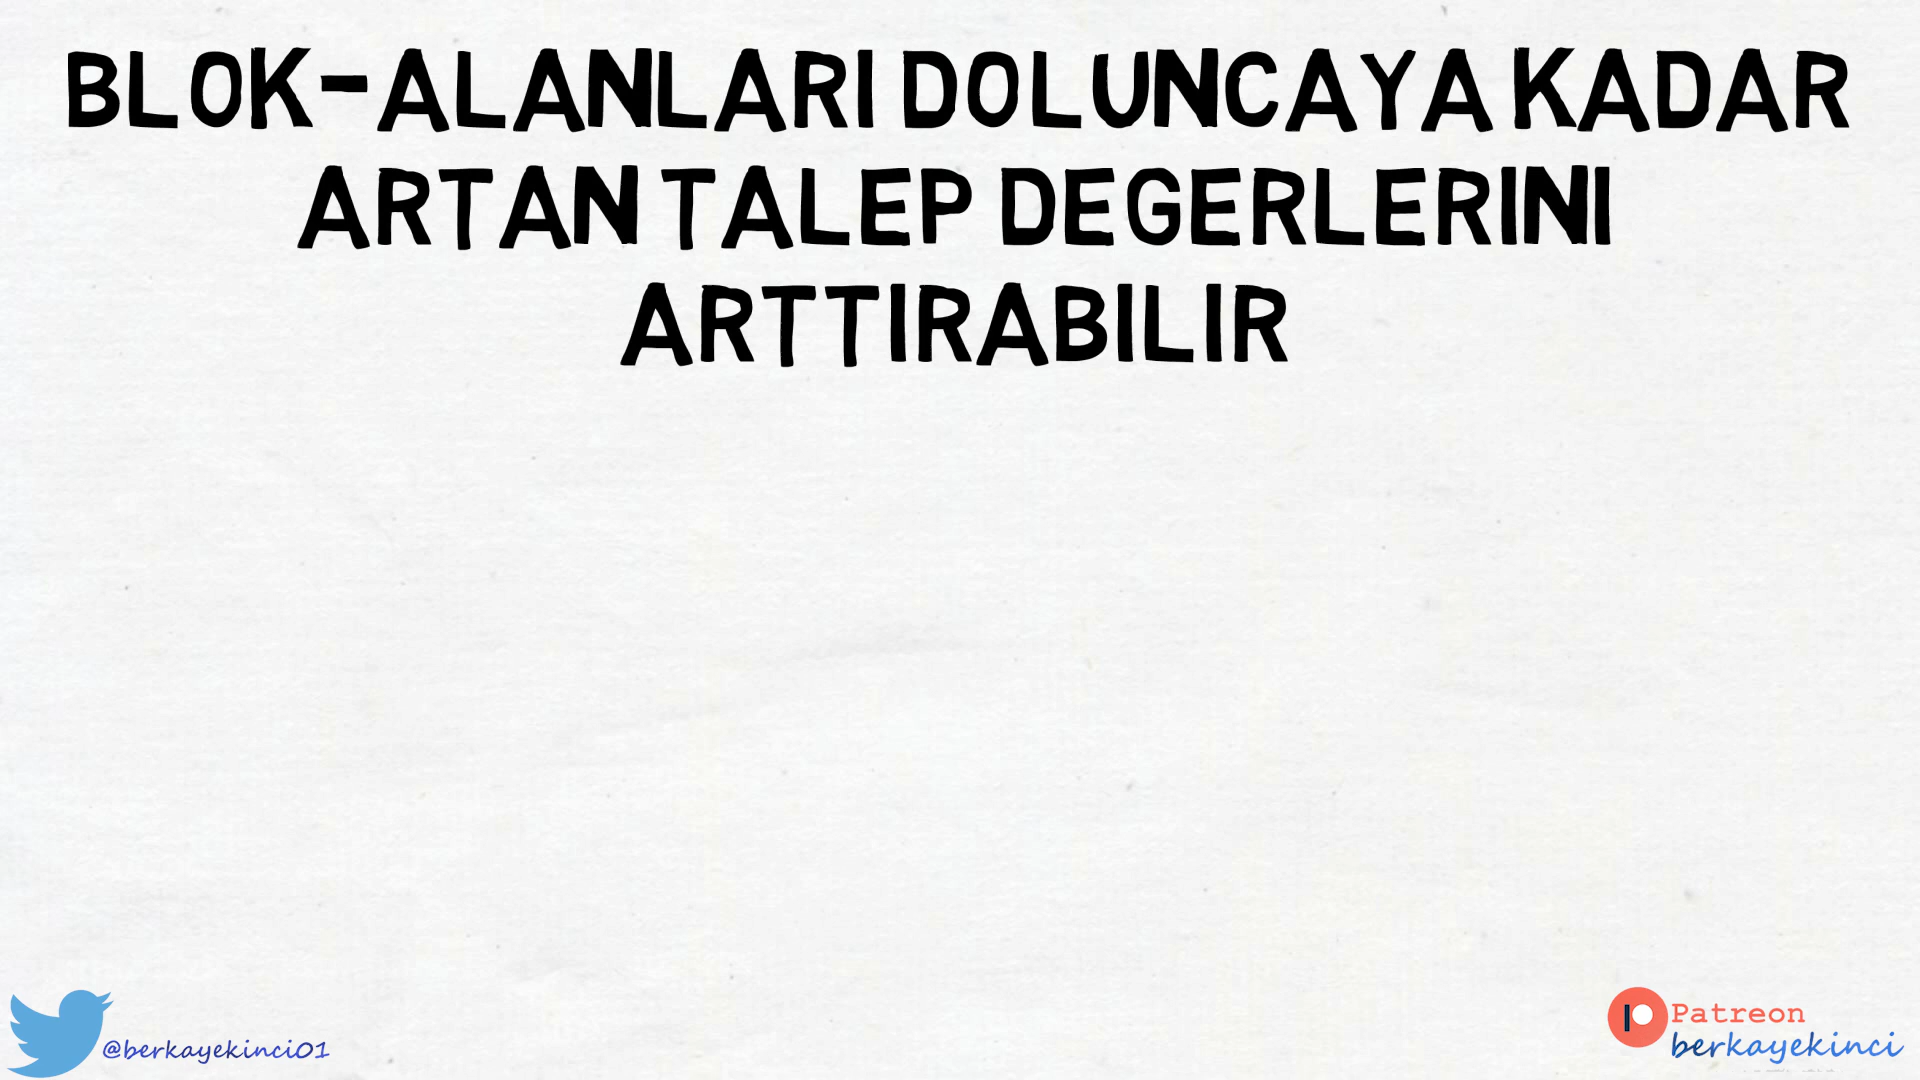 BLOK-ALANLARI DOLUNCAYA KADAR
ARTAN TALEP DEGERLERINI
ARTTIRABILIR
@berkayekinci01
Patreon
berkayekinci